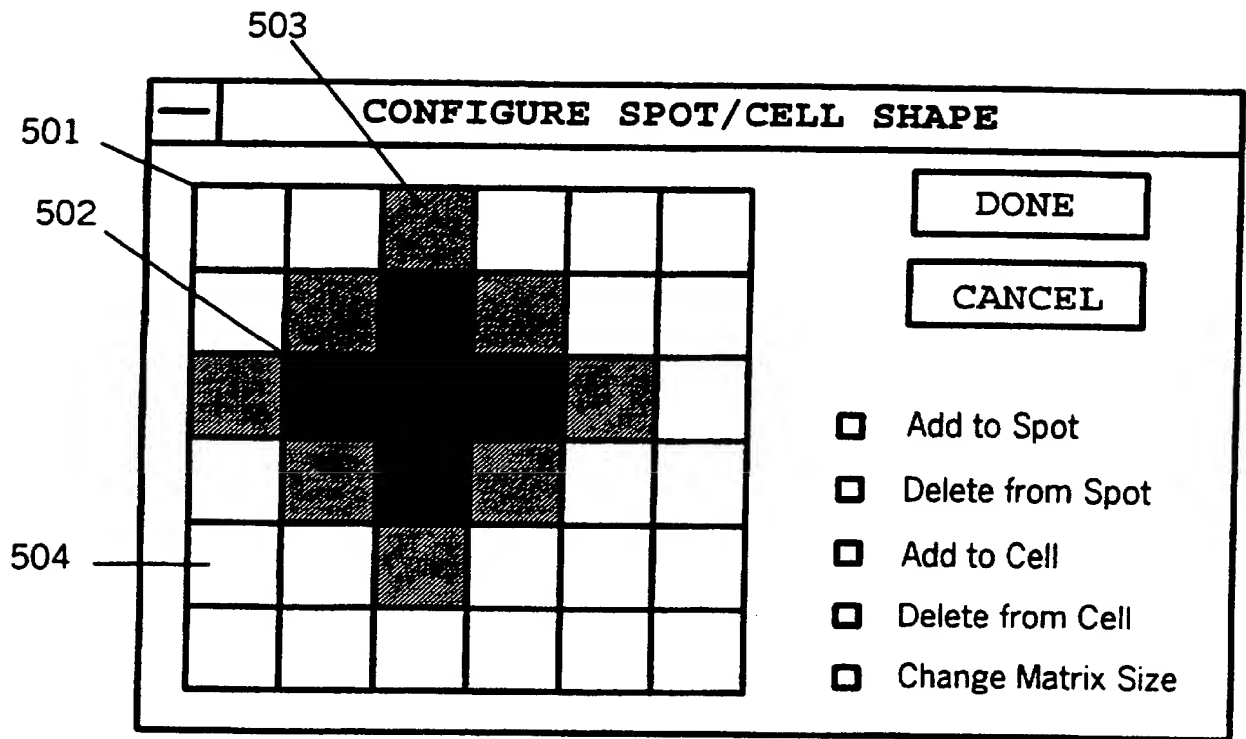 503
CONFIGURE SPOT/CELL SHAPE
501
DONE
502
CANCEL
Add to Spot
Delete from Spot
504
Add to Cell
Delete from Cell
Change Matrix Size